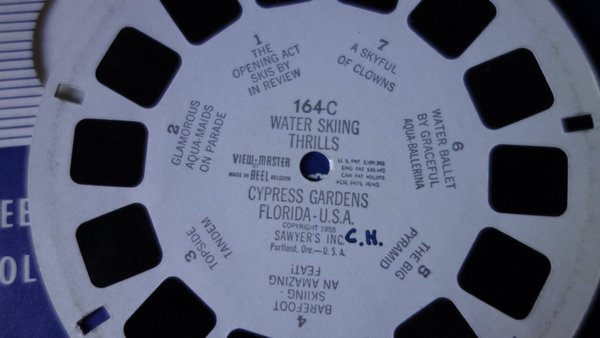 1
THE
OPENING ACT
SKIS BY
IN REVIEW
7
A SKYFUL
OF CLOWNS
2
GLAMOROUS
AQUA-MAIDS
ON PARADE
164-C
WATER SKIING
THRILLS
VIEW-MASTER
MADE IN REEL BELGIUM
CYPRESS GARDENS
FLORIDA-U.S.A.
COPYRIGHT 1955
SAWYER'S INC.
Portland, Ore.—U.S.A.
C.H.
6
WATER BALLET
BY GRACEFUL
AQUA-BALLERINA
3
TOPSIDE
TANDEM
5
THE BIG
PYRAMID
4
BAREFOOT
SKIING-
AN AMAZING
FEAT!
OL